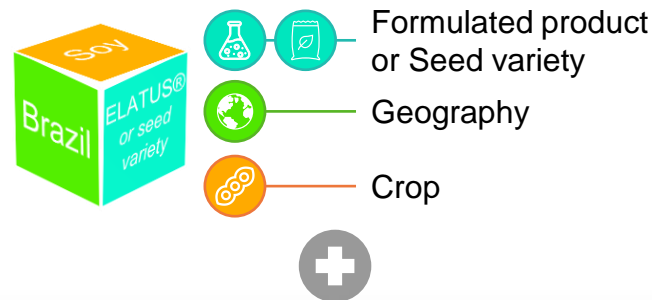 Soy
Brazil
ELATUS®
or seed
variety
Formulated product
or Seed variety
Geography
Crop